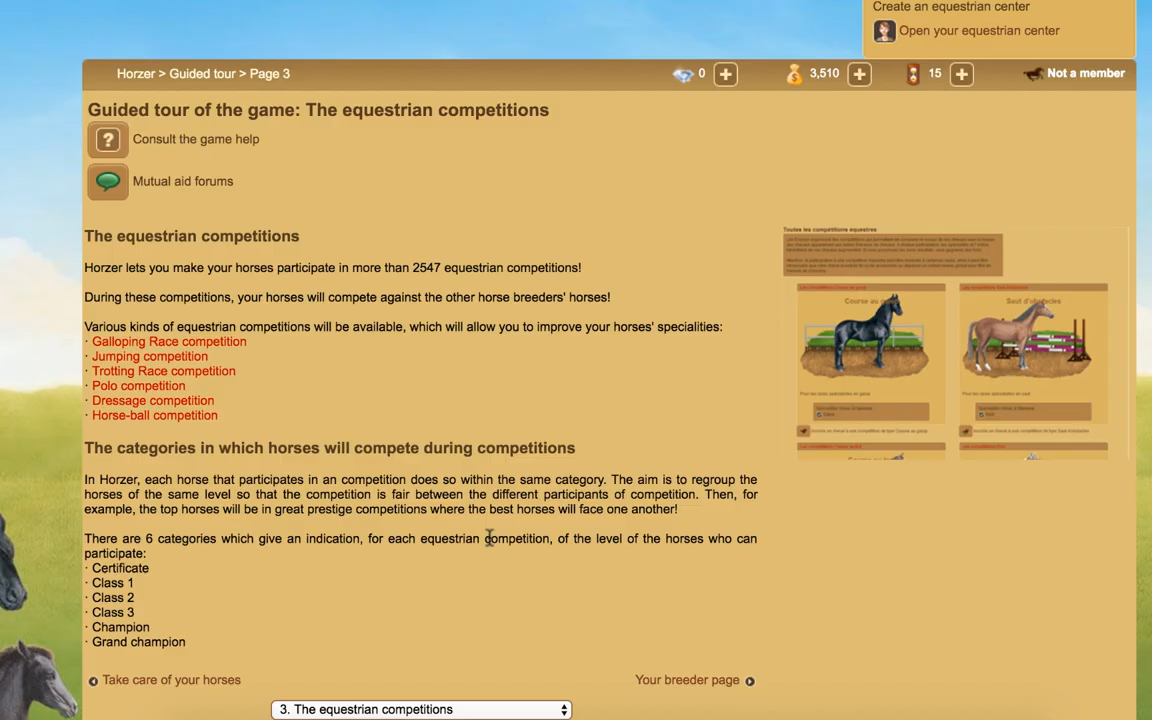 Create an equestrian center
Open your equestrian center
Horzer > Guided tour > Page 3
0
3,510
15
Not a member
Guided tour of the game: The equestrian competitions
Consult the game help
Mutual aid forums
The equestrian competitions
Horzer lets you make your horses participate in more than 2547 equestrian competitions!
During these competitions, your horses will compete against the other horse breeders' horses!
Various kinds of equestrian competitions will be available, which will allow you to improve your horses' specialities:
· Galloping Race competition
· Jumping competition
· Trotting Race competition
· Polo competition
· Dressage competition
· Horse-ball competition
Toutes les compétitions équestres
Course au
Saut d'obstacles
The categories in which horses will compete during competitions
In Horzer, each horse that participates in an competition does so within the same category. The aim is to regroup the
horses of the same level so that the competition is fair between the different participants of competition. Then, for
example, the top horses will be in great prestige competitions where the best horses will face one another!
There are 6 categories which give an indication, for each equestrian competition, of the level of the horses who can
participate:
· Certificate
· Class 1
· Class 2
· Class 3
· Champion
· Grand champion
Take care of your horses
Your breeder page
3. The equestrian competitions